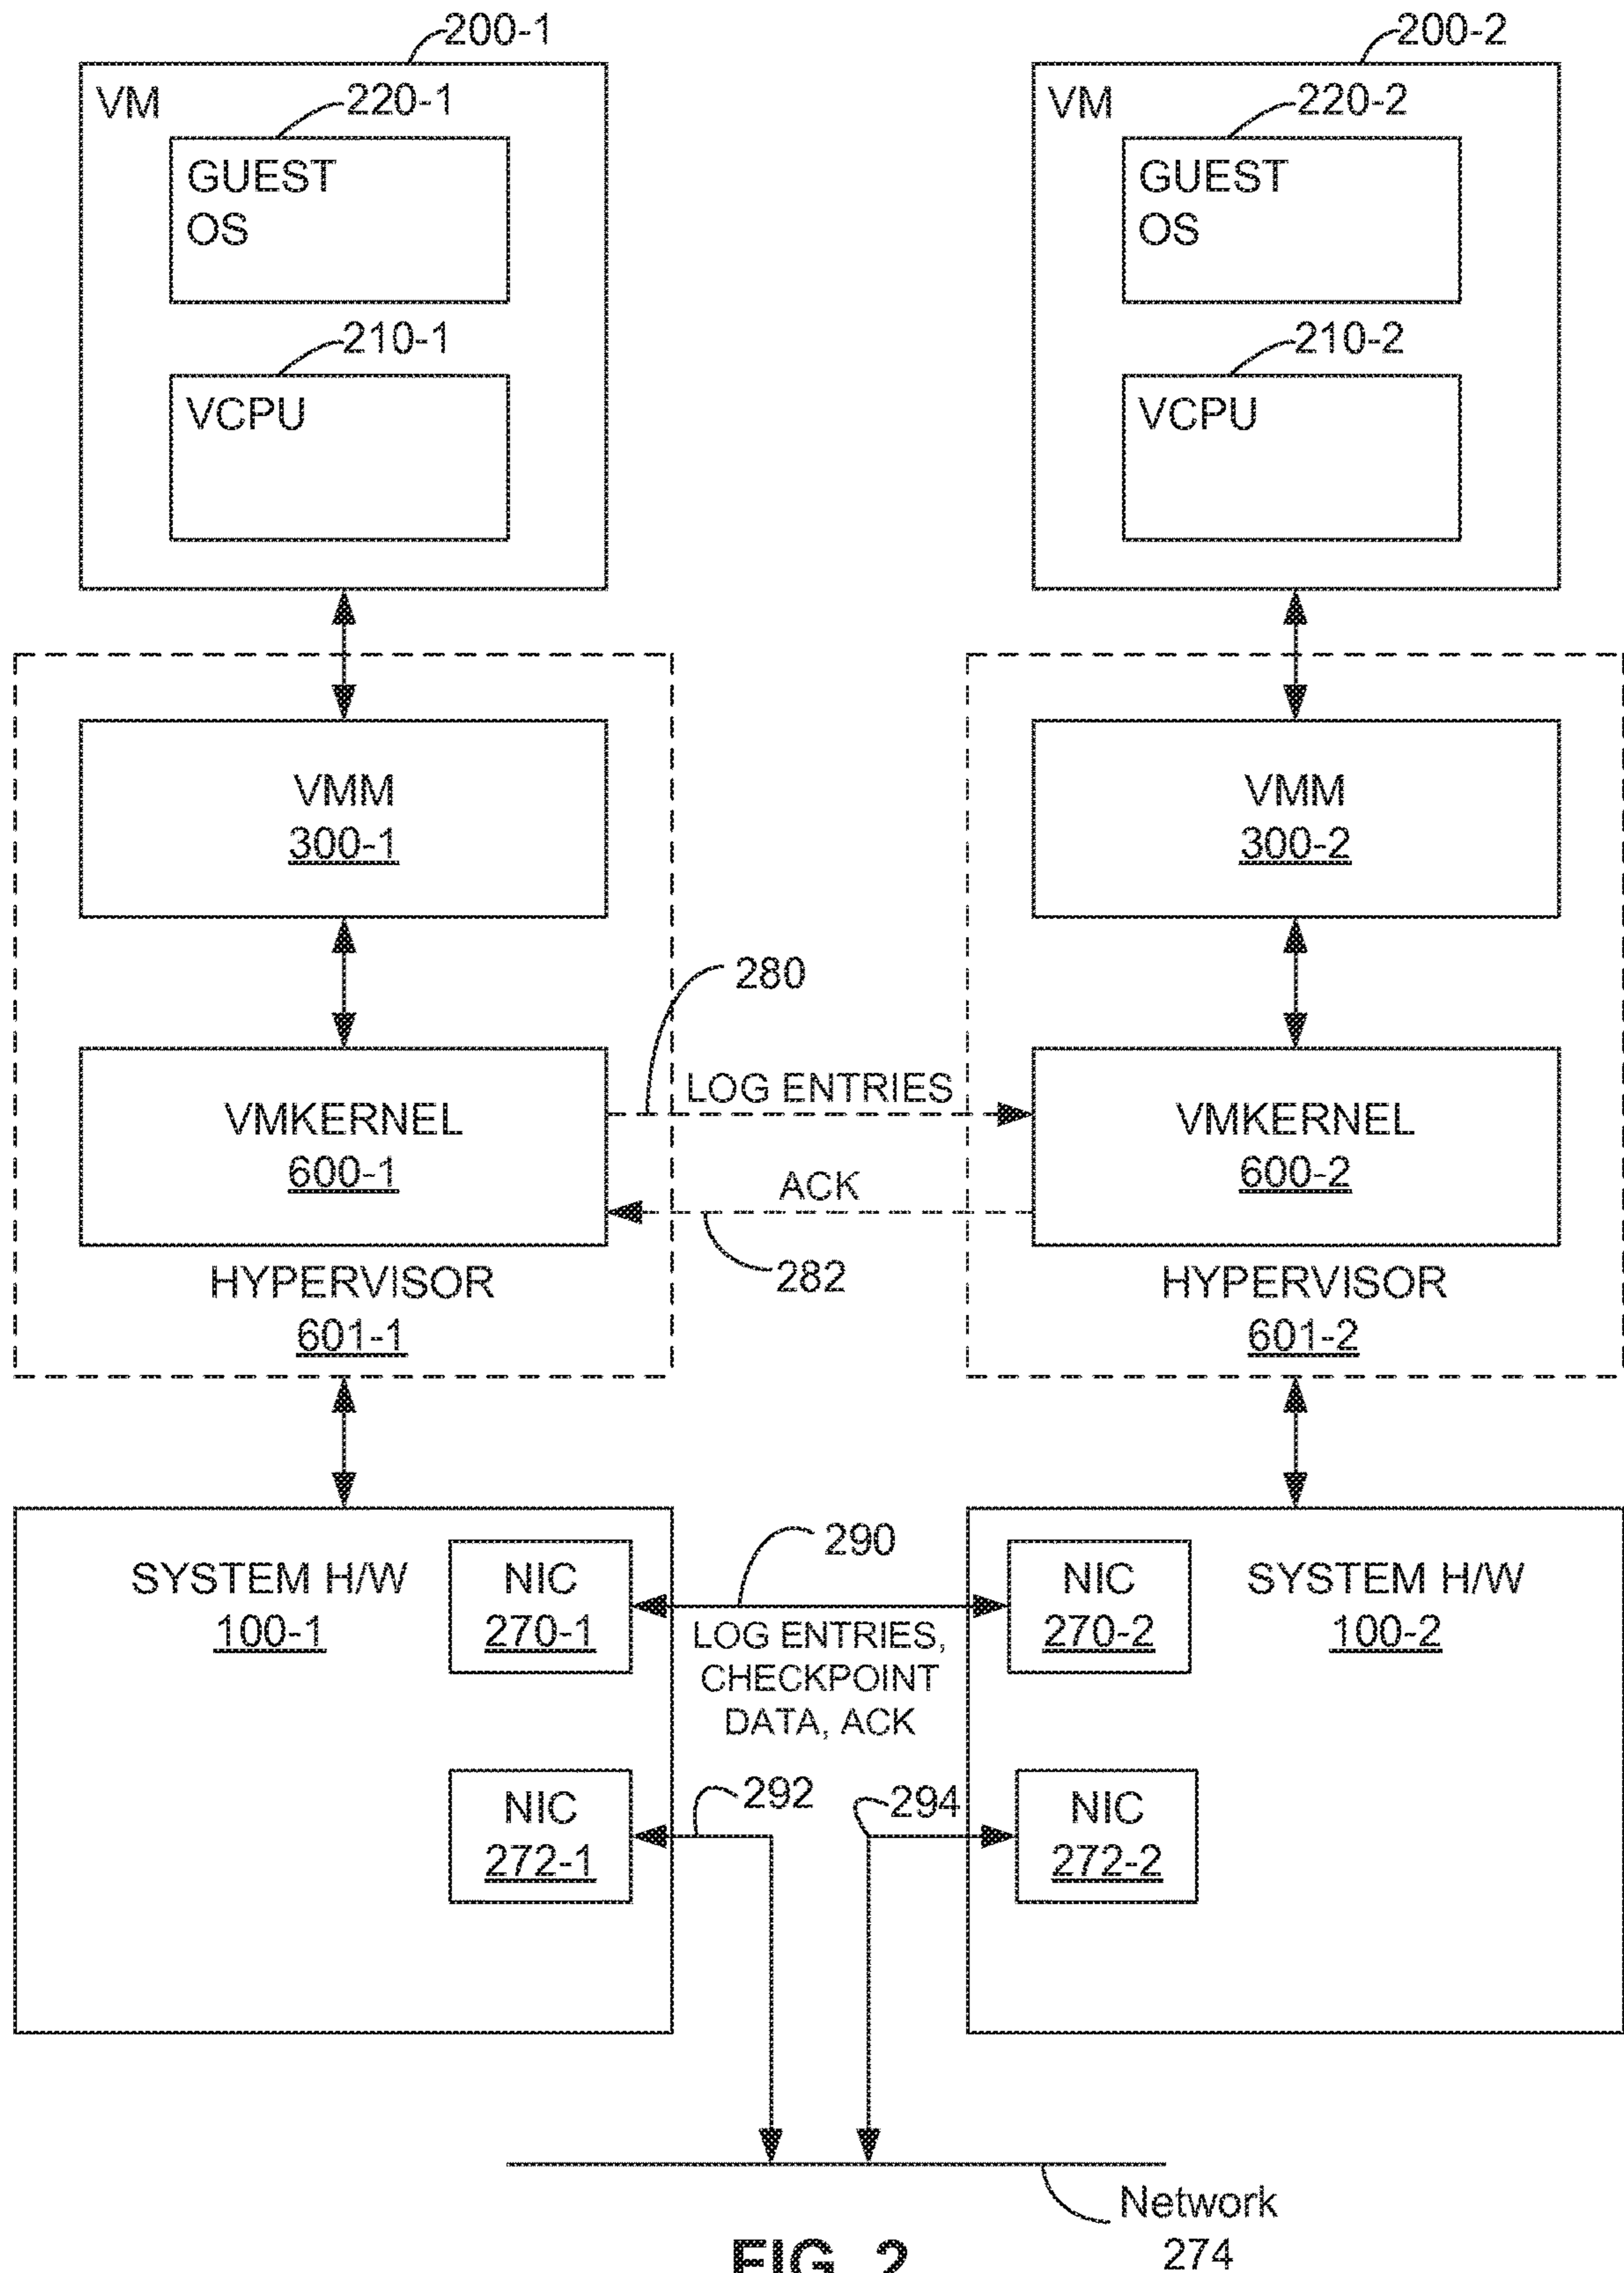 200-1
200-2
VM
220-1
GUEST
OS
210-1
VCPU
VM
220-2
GUEST
OS
210-2
VCPU
VMM
300-1
VMM
300-2
280
LOG ENTRIES
VMKERNEL
600-1
VMKERNEL
600-2
ACK
282
HYPERVISOR
601-1
HYPERVISOR
601-2
SYSTEM H/W
100-1
NIC
270-1
290
LOG ENTRIES,
CHECKPOINT
DATA, ACK
NIC
270-2
SYSTEM H/W
100-2
NIC
272-1
292
294
NIC
272-2
Network
274
FIG. 2